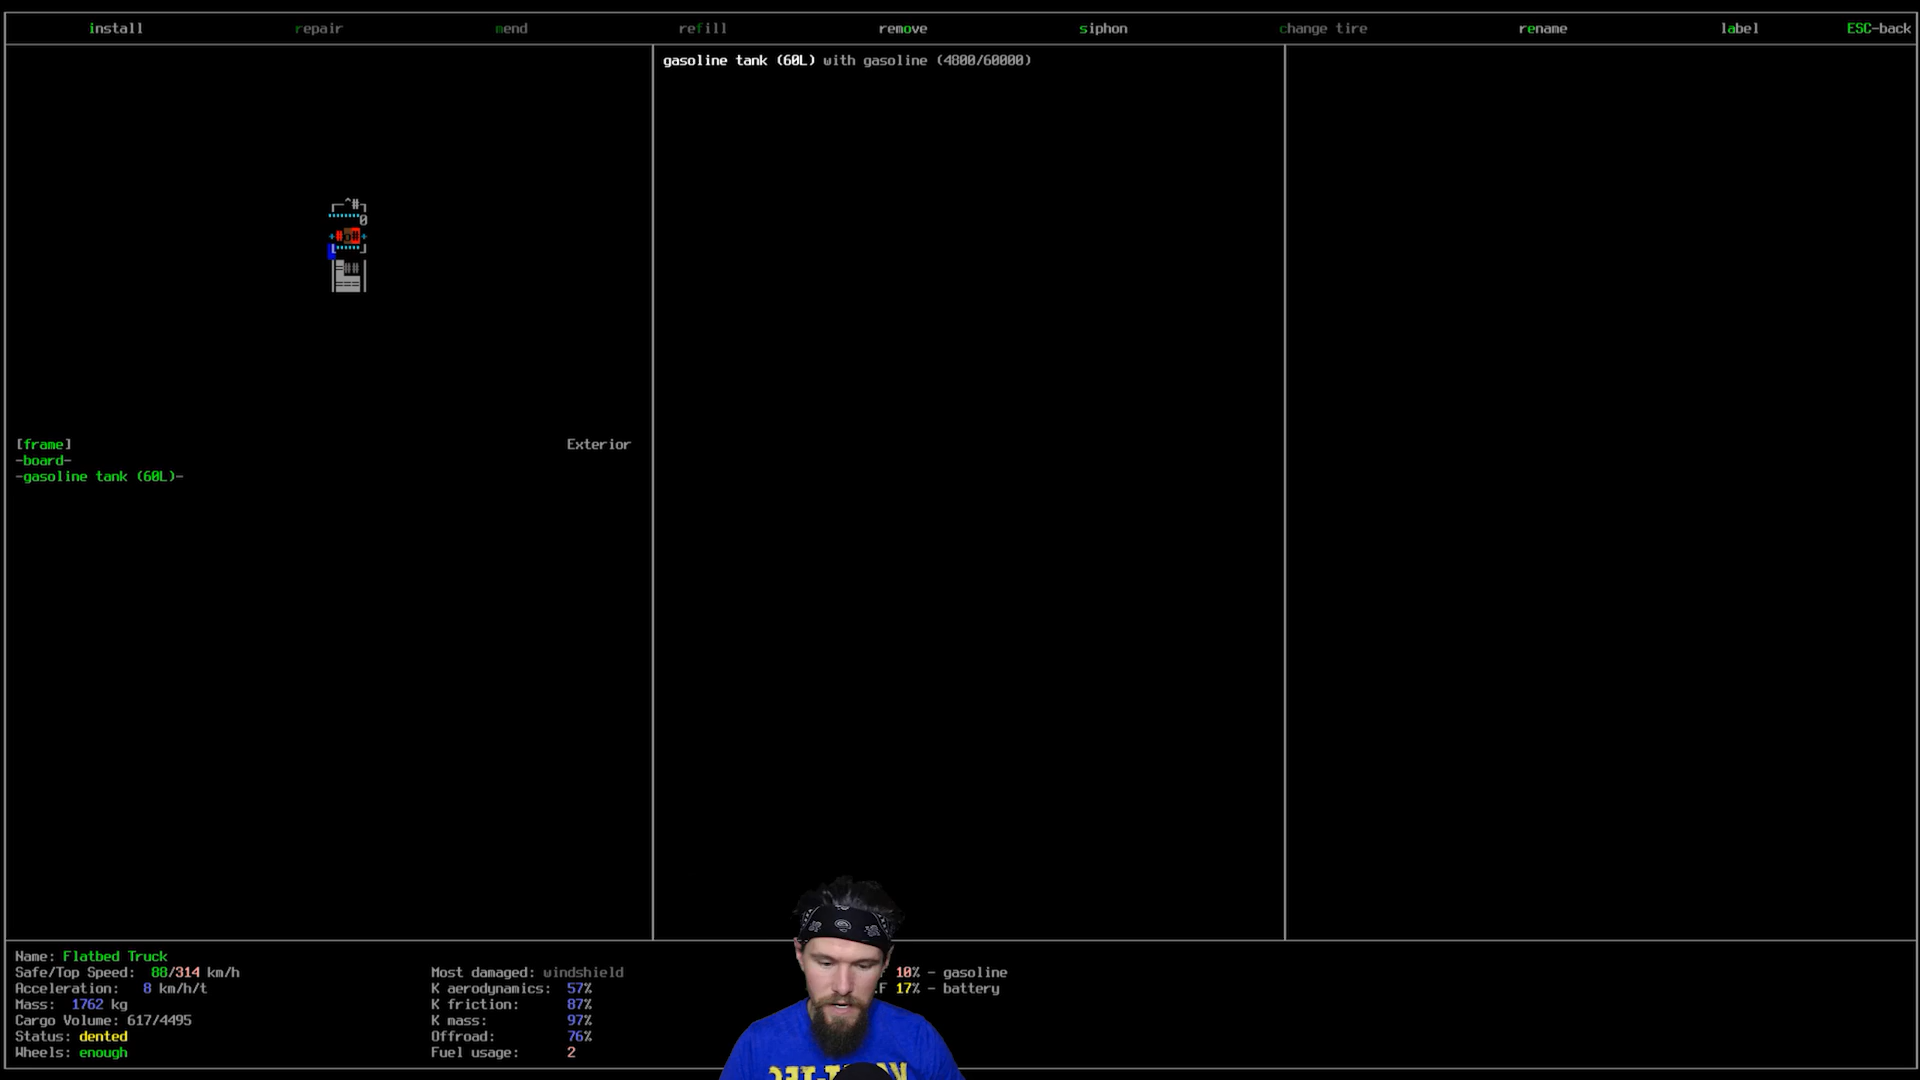 install repair mend refill remove siphon change tire rename label ESC-back
gasoline tank (60L) with gasoline (4800/60000)
[frame] Exterior
-board-
-gasoline tank (60L)-
Name: Flatbed Truck
Safe/Top Speed: 88/314 km/h Most damaged: windshield 10% - gasoline
Acceleration: 8 km/h/t K aerodynamics: 57% F 17% - battery
Mass: 1762 kg K friction: 87%
Cargo Volume: 617/4495 K mass: 97%
Status: dented Offroad: 76%
Wheels: enough Fuel usage: 2